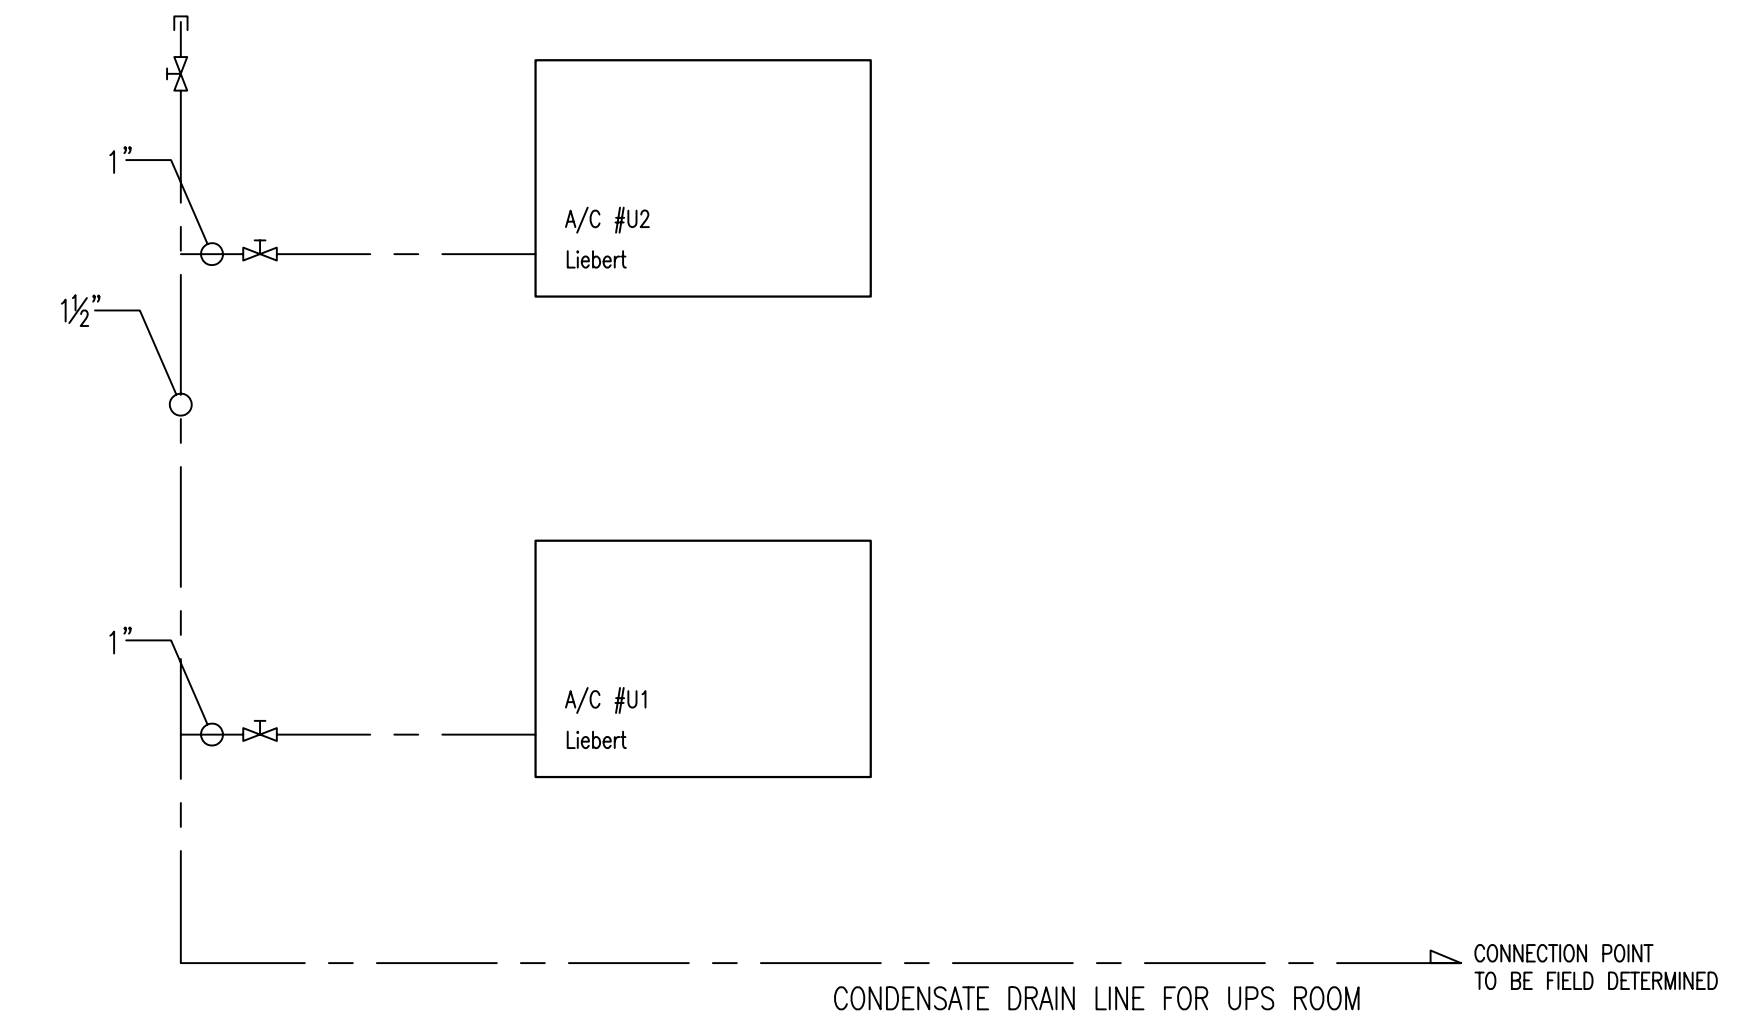 1”
A/C #U2
Liebert
1½”
1”
A/C #U1
Liebert
CONNECTION POINT
TO BE FIELD DETERMINED
CONDENSATE DRAIN LINE FOR UPS ROOM